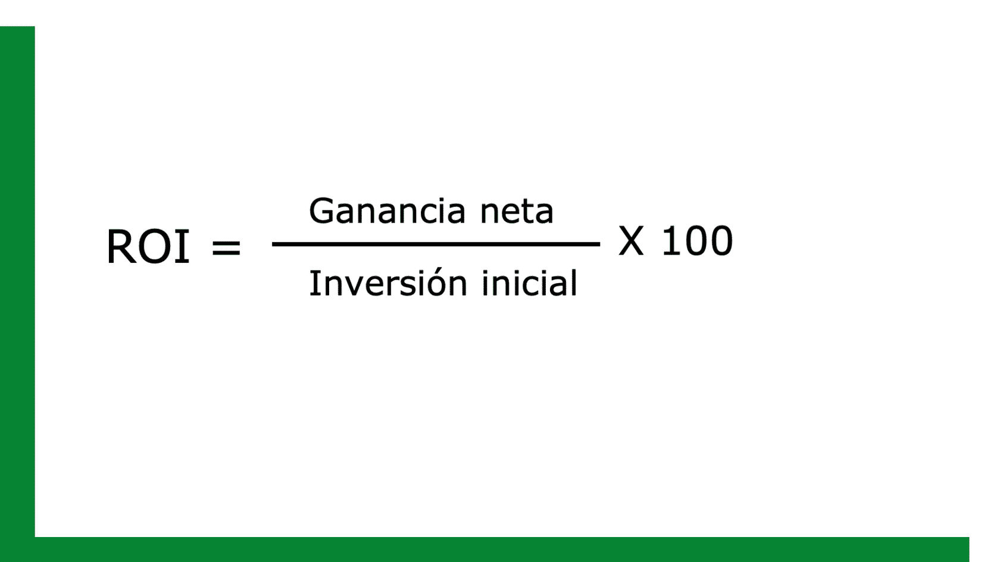 Ganancia neta
ROI = X 100
Inversión inicial